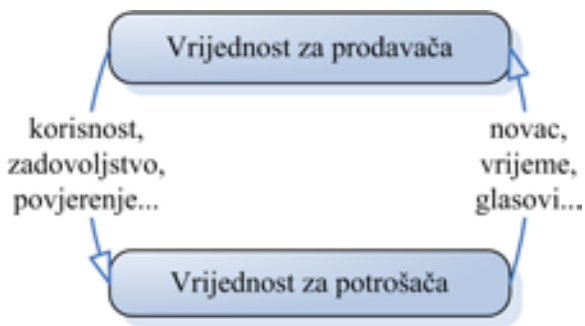 Vrijednost za prodavača
korisnost,
zadovoljstvo,
povjerenje...
novac,
vrijeme,
glasovi...
Vrijednost za potrošača